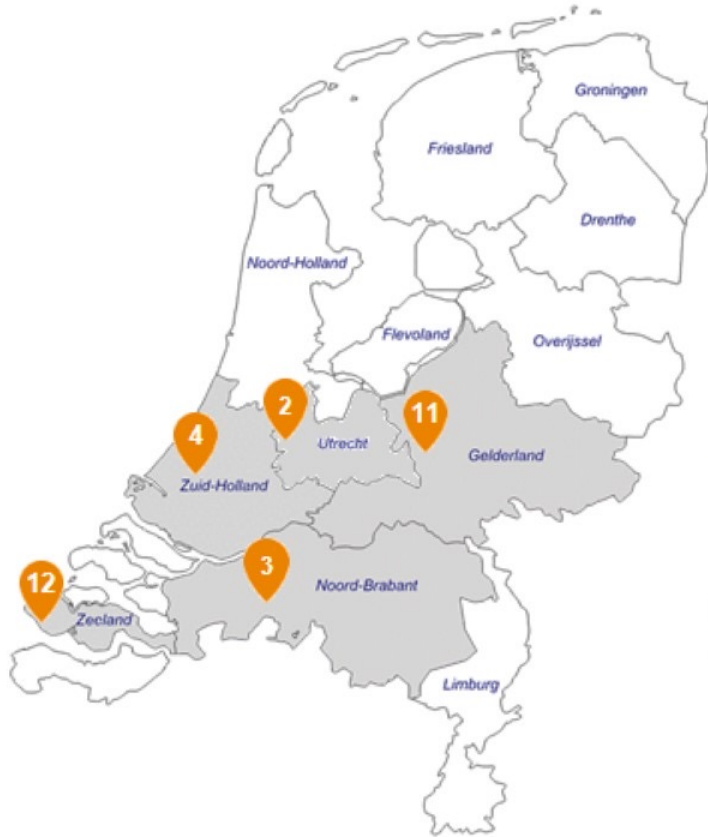 Groningen
Friesland
Drenthe
Noord-Holland
Flevoland
Overijssel
2
11
4
Utrecht
Gelderland
Zuid-Holland
3
12
Noord-Brabant
Zeeland
Limburg